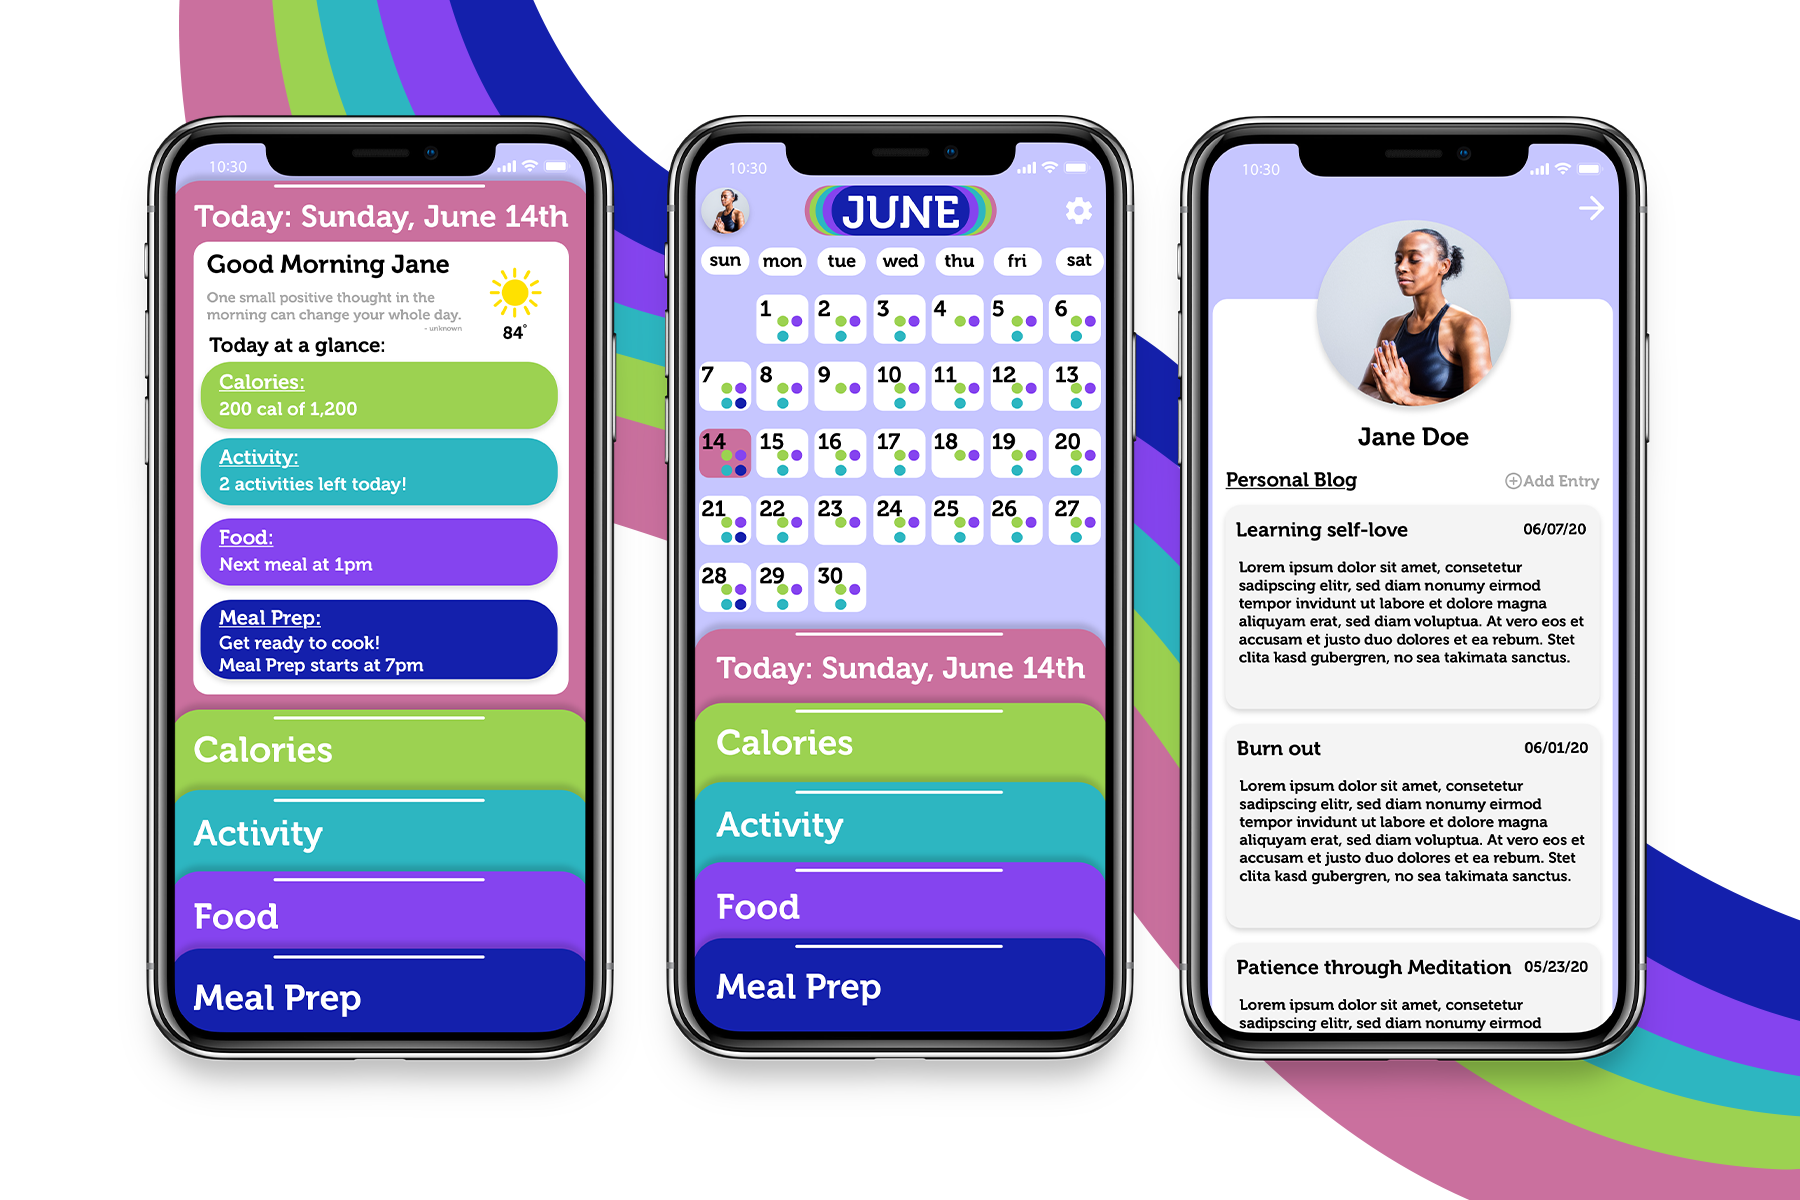 10:30
Today: Sunday, June 14th
Good Morning Jane
One small positive thought in the
morning can change your whole day.
- unknown
84°
Today at a glance:
Calories:
200 cal of 1,200
Activity:
2 activities left today!
Food:
Next meal at 1pm
Meal Prep:
Get ready to cook!
Meal Prep starts at 7pm
Calories
Activity
Food
Meal Prep
10:30
JUNE
sun mon tue wed thu fri sat
1 2 3 4 5 6
7 8 9 10 11 12 13
14 15 16 17 18 19 20
21 22 23 24 25 26 27
28 29 30
Today: Sunday, June 14th
Calories
Activity
Food
Meal Prep
10:30
Jane Doe
Personal Blog Add Entry
Learning self-love 06/07/20
Lorem ipsum dolor sit amet, consetetur
sadipscing elitr, sed diam nonumy eirmod
tempor invidunt ut labore et dolore magna
aliquyam erat, sed diam voluptua. At vero eos et
accusam et justo duo dolores et ea rebum. Stet
clita kasd gubergren, no sea takimata sanctus.
Burn out 06/01/20
Lorem ipsum dolor sit amet, consetetur
sadipscing elitr, sed diam nonumy eirmod
tempor invidunt ut labore et dolore magna
aliquyam erat, sed diam voluptua. At vero eos et
accusam et justo duo dolores et ea rebum. Stet
clita kasd gubergren, no sea takimata sanctus.
Patience through Meditation 05/23/20
Lorem ipsum dolor sit amet, consetetur
sadipscing elitr, sed diam nonumy eirmod